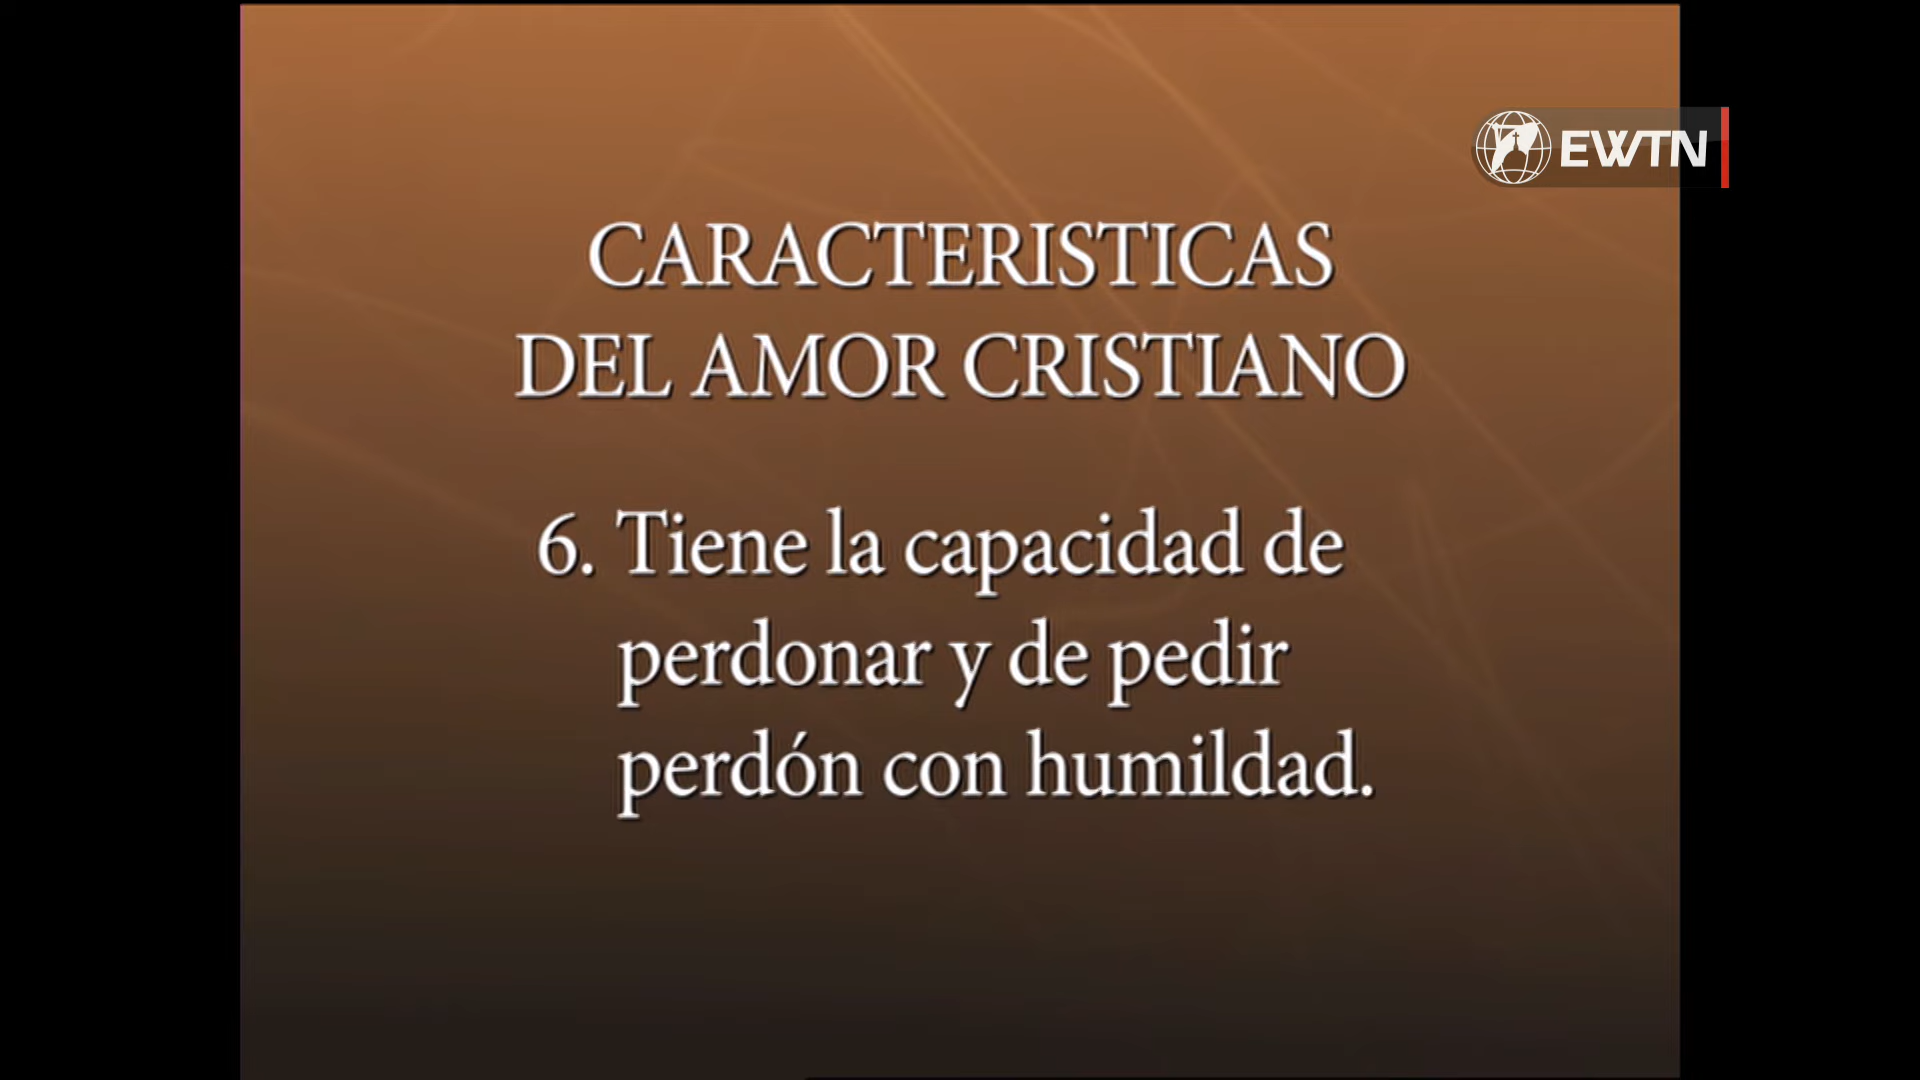 EWTN
CARACTERISTICAS
DEL AMOR CRISTIANO
6. Tiene la capacidad de
perdonar y de pedir
perdón con humildad.